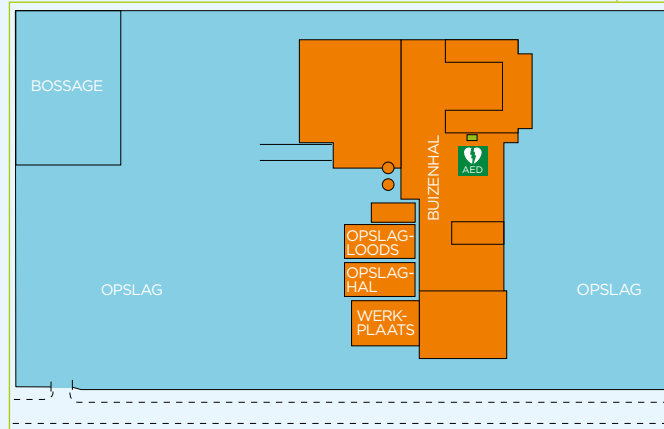 BOSSAGE
BUIZENHAL
AED
OPSLAG-
LOODS
OPSLAG-
HAL
OPSLAG
OPSLAG
WERK-
PLAATS